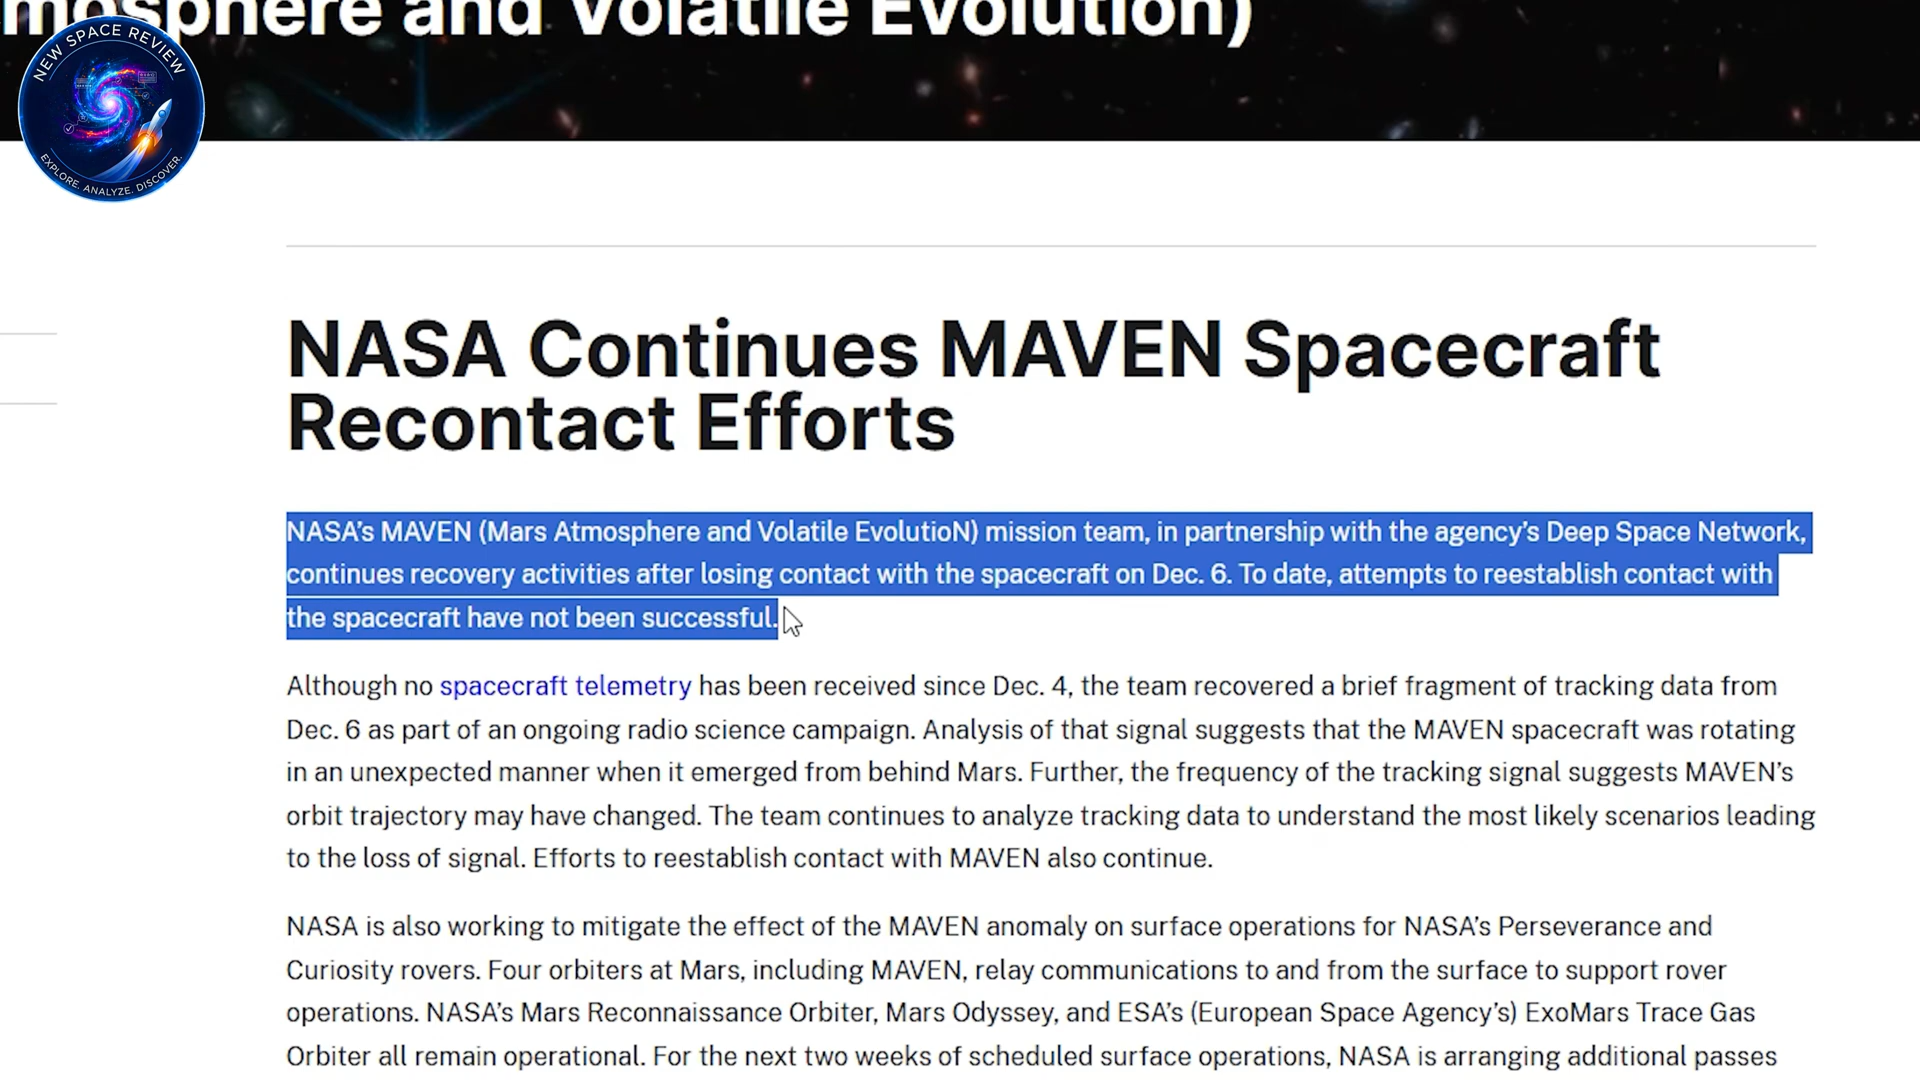 mosphere and Volatile Evolution)
NEW SPACE REVIEW
EXPLORE. ANALYZE. DISCOVER.
NASA Continues MAVEN Spacecraft
Recontact Efforts
NASA’s MAVEN (Mars Atmosphere and Volatile EvolutioN) mission team, in partnership with the agency’s Deep Space Network,
continues recovery activities after losing contact with the spacecraft on Dec. 6. To date, attempts to reestablish contact with
the spacecraft have not been successful.
Although no spacecraft telemetry has been received since Dec. 4, the team recovered a brief fragment of tracking data from
Dec. 6 as part of an ongoing radio science campaign. Analysis of that signal suggests that the MAVEN spacecraft was rotating
in an unexpected manner when it emerged from behind Mars. Further, the frequency of the tracking signal suggests MAVEN’s
orbit trajectory may have changed. The team continues to analyze tracking data to understand the most likely scenarios leading
to the loss of signal. Efforts to reestablish contact with MAVEN also continue.
NASA is also working to mitigate the effect of the MAVEN anomaly on surface operations for NASA’s Perseverance and
Curiosity rovers. Four orbiters at Mars, including MAVEN, relay communications to and from the surface to support rover
operations. NASA’s Mars Reconnaissance Orbiter, Mars Odyssey, and ESA’s (European Space Agency’s) ExoMars Trace Gas
Orbiter all remain operational. For the next two weeks of scheduled surface operations, NASA is arranging additional passes